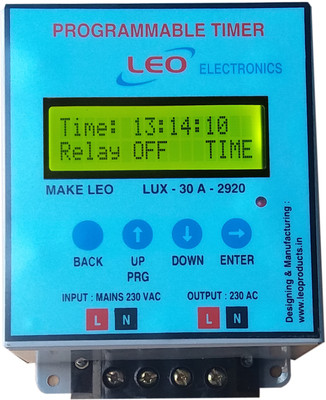 PROGRAMMABLE TIMER
LEO ELECTRONICS
Time: 13:14:10
Relay OFF TIME
MAKE LEO LUX - 30 A - 2920
BACK UP DOWN ENTER
PRG
INPUT : MAINS 230 VAC OUTPUT : 230 AC
L N L N
Designing & Manufacturing :
www.leoproducts.in